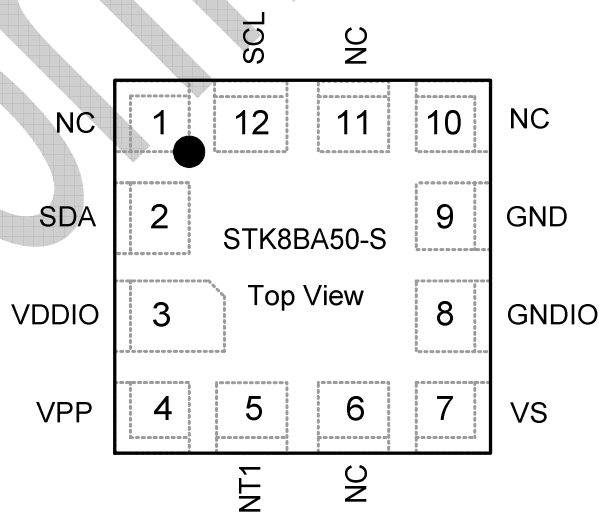 SCL NC
NC 1 12 11 10 NC
SDA 2 9 GND
STK8BA50-S
Top View
VDDIO 3 8 GNDIO
VPP 4 5 6 7 VS
NT1 NC